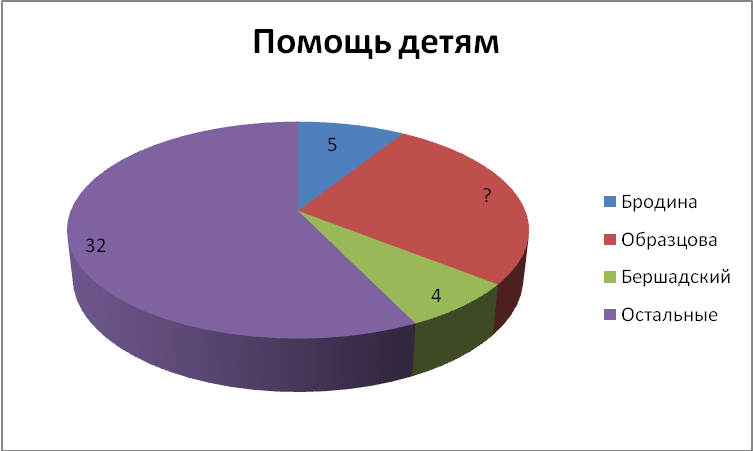 Помощь детям
5
?
32
4
Бродина
Образцова
Бершадский
Остальные